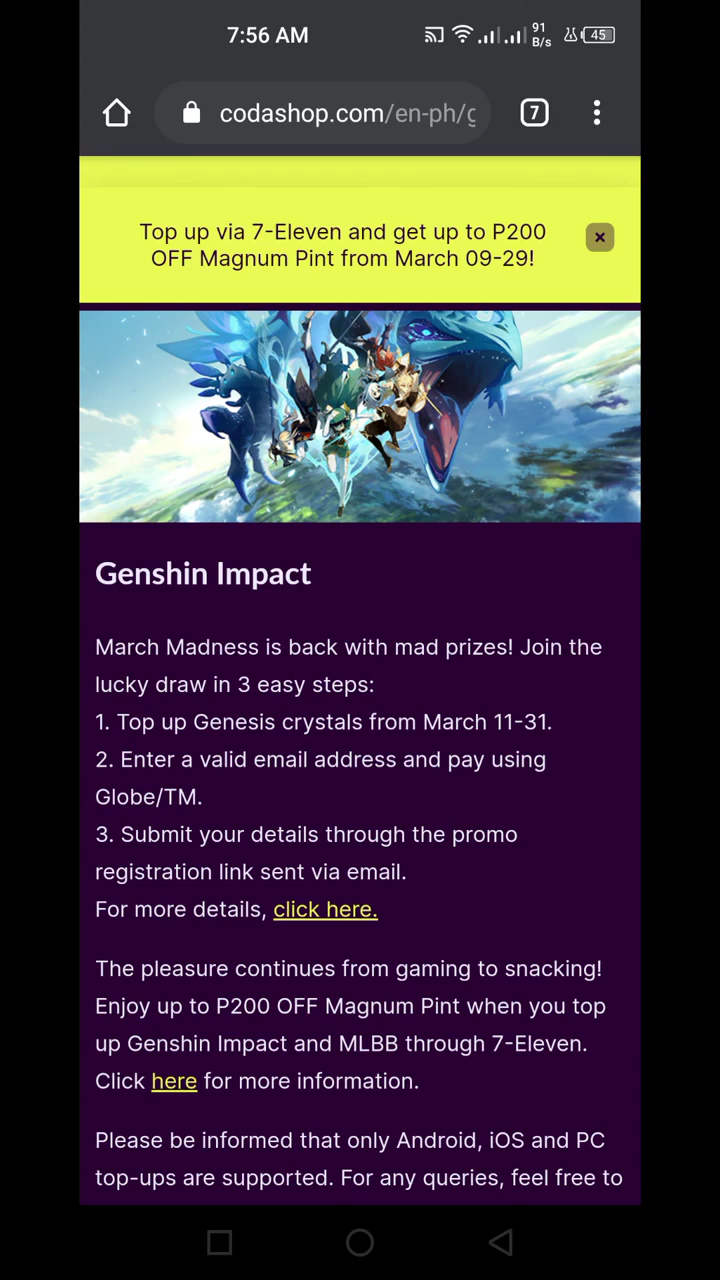 7:56 AM
91
B/s
45
codashop.com/en-ph/g
7
Top up via 7-Eleven and get up to P200
OFF Magnum Pint from March 09-29!
Genshin Impact
March Madness is back with mad prizes! Join the
lucky draw in 3 easy steps:
1. Top up Genesis crystals from March 11-31.
2. Enter a valid email address and pay using
Globe/TM.
3. Submit your details through the promo
registration link sent via email.
For more details, click here.
The pleasure continues from gaming to snacking!
Enjoy up to P200 OFF Magnum Pint when you top
up Genshin Impact and MLBB through 7-Eleven.
Click here for more information.
Please be informed that only Android, iOS and PC
top-ups are supported. For any queries, feel free to